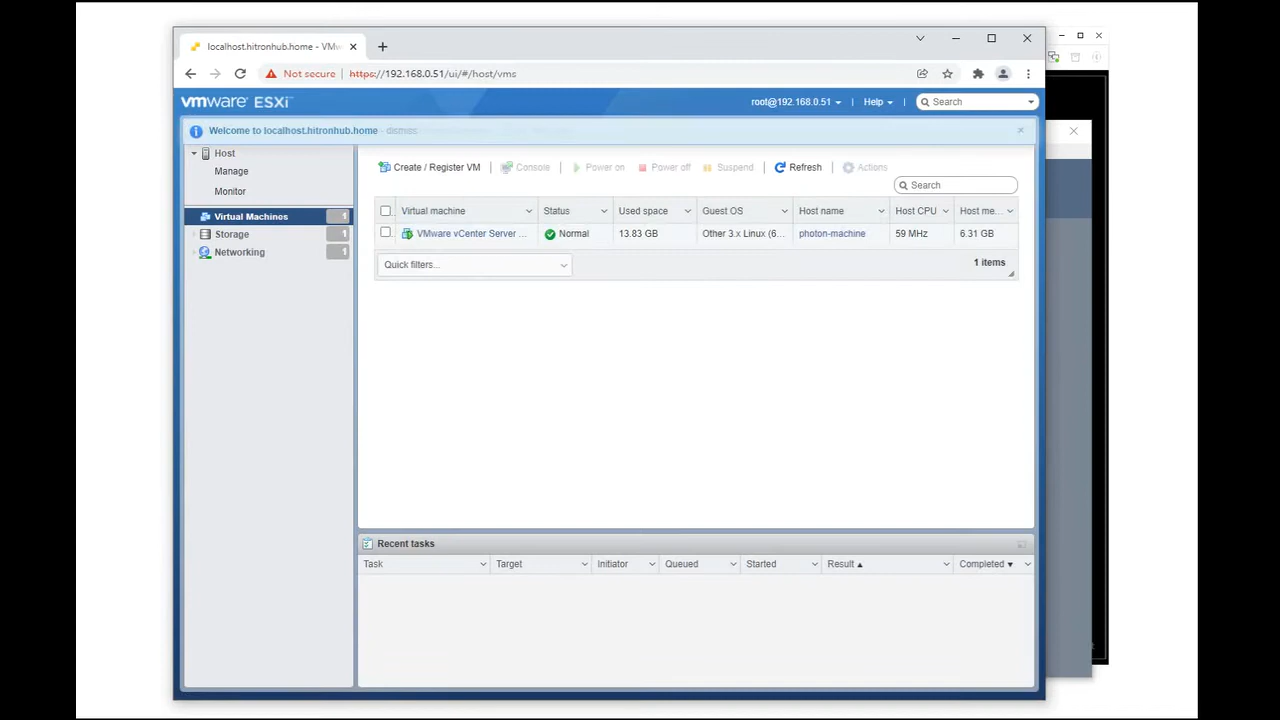 localhost.hitronhub.home - VMw
Not secure https://192.168.0.51/ui/#/host/vms
vmware ESXi
root@192.168.0.51 Help Search
Welcome to localhost.hitronhub.home - dismiss
Host
Manage
Monitor
Virtual Machines 1
Storage 1
Networking 1
Create / Register VM Console Power on Power off Suspend Refresh Actions
Search
Virtual machine Status Used space Guest OS Host name Host CPU Host me...
VMware vCenter Server ... Normal 13.83 GB Other 3.x Linux (6... photon-machine 59 MHz 6.31 GB
Quick filters... 1 items
Recent tasks
Task Target Initiator Queued Started Result Completed